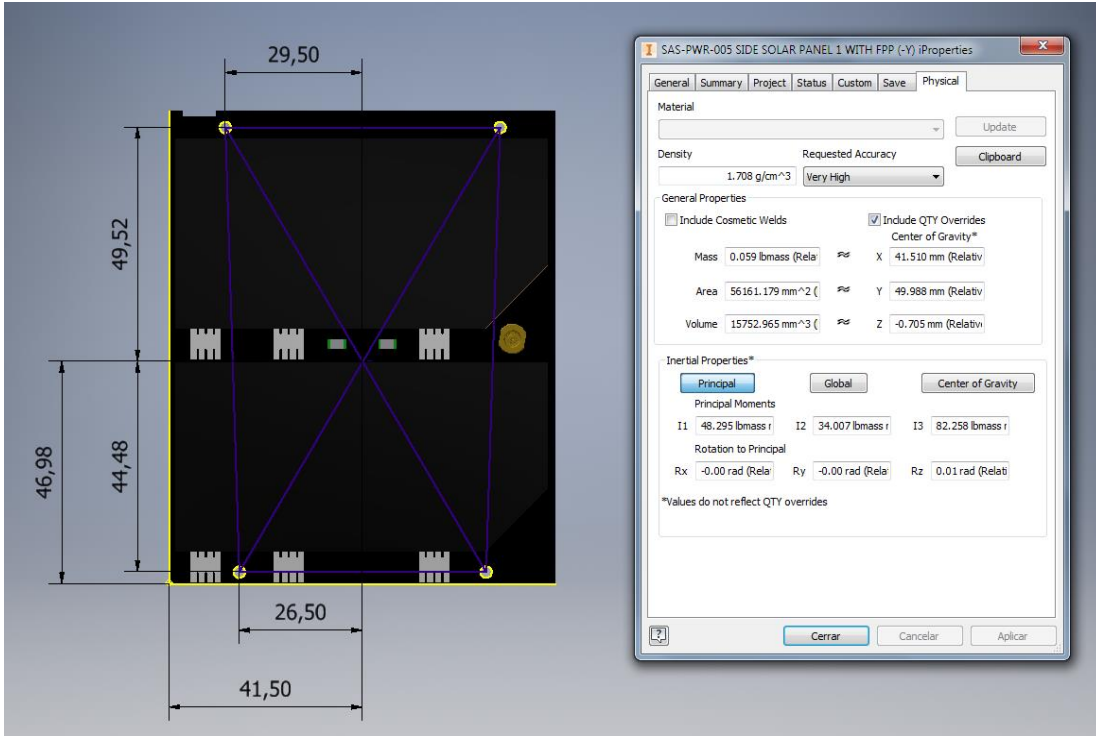 29,50
49,52
46,98
44,48
26,50
41,50
I SAS-PWR-005 SIDE SOLAR PANEL 1 WITH FPP (-Y) iProperties
General Summary Project Status Custom Save Physical
Material
Update
Density Requested Accuracy
Clipboard
1.708 g/cm^3 Very High
General Properties
Include Cosmetic Welds Include QTY Overrides
Center of Gravity*
Mass 0.059 lbmass (Rela ≈ X 41.510 mm (Relativ
Area 56161.179 mm^2 ( ≈ Y 49.988 mm (Relativ
Volume 15752.965 mm^3 ( ≈ Z -0.705 mm (Relativ
Inertial Properties*
Principal Global Center of Gravity
Principal Moments
I1 48.295 lbmass r I2 34.007 lbmass r I3 82.258 lbmass r
Rotation to Principal
Rx -0.00 rad (Rela Ry -0.00 rad (Rela Rz 0.01 rad (Relati
*Values do not reflect QTY overrides
?
Cerrar Cancelar Aplicar